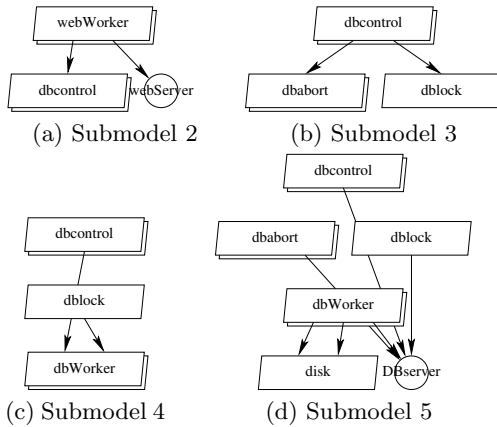 webWorker
dbcontrol
webServer
(a) Submodel 2
dbcontrol
dbabort
dblock
(b) Submodel 3
dbcontrol
dblock
dbWorker
(c) Submodel 4
dbcontrol
dbabort
dblock
dbWorker
disk
DBserver
(d) Submodel 5